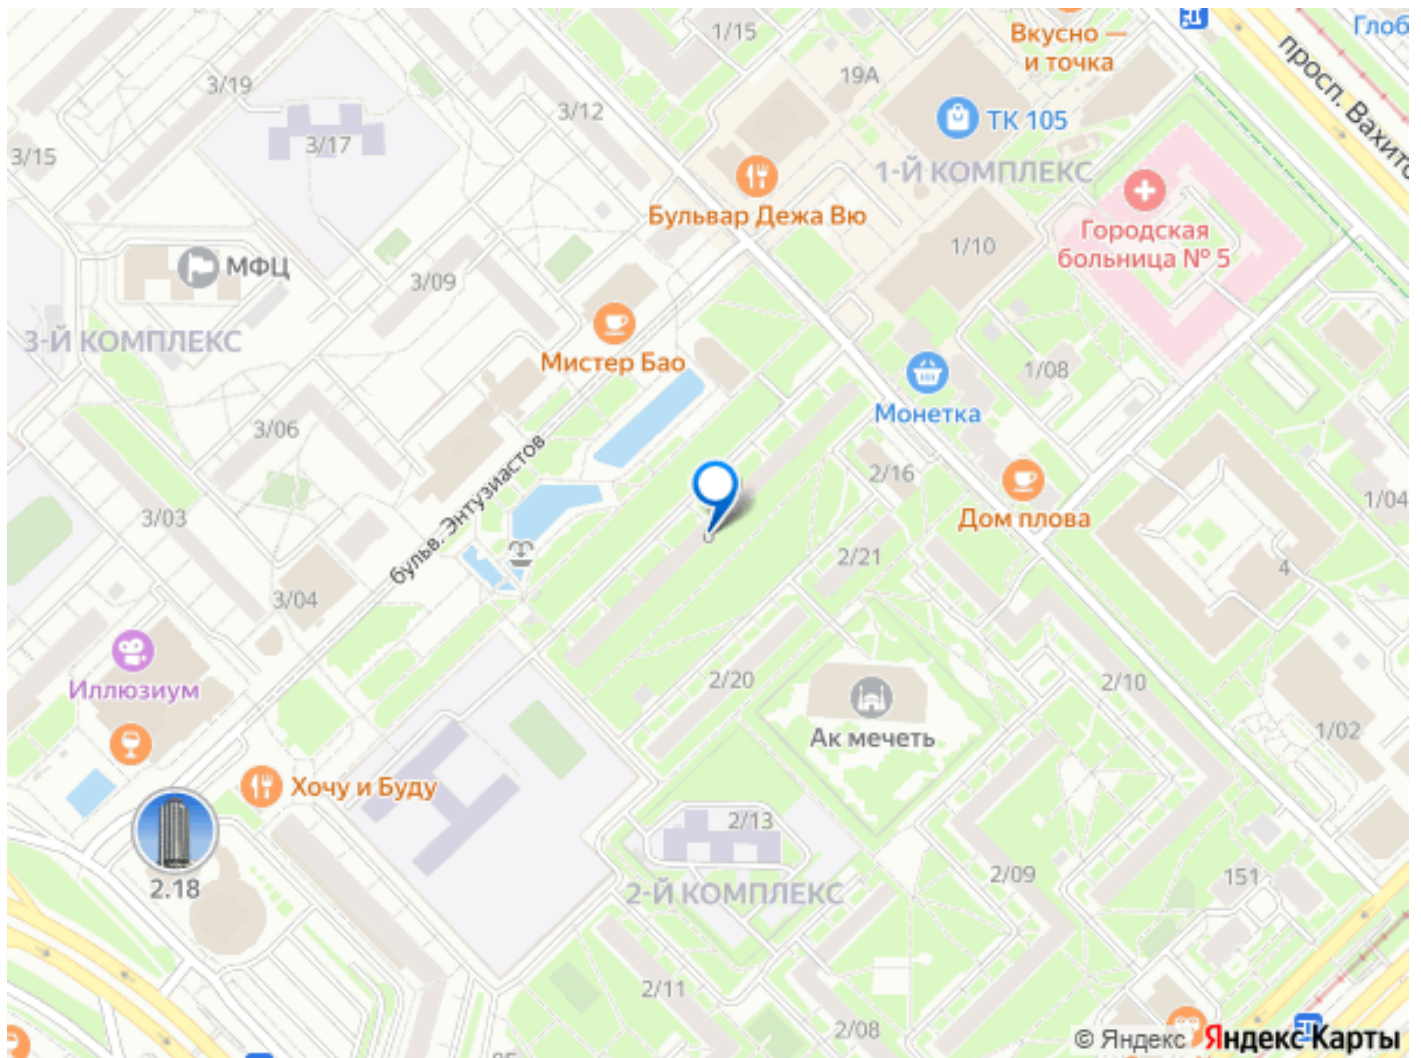 1/15
Вкусно —
и точка
Глоб
просп. Вахито
3/19
19А
3/12
ТК 105
3/17
3/15
1-Й КОМПЛЕКС
Бульвар Дежа Вю
Городская
больница № 5
1/10
МФЦ
3/09
3-Й КОМПЛЕКС
Мистер Бао
1/08
Монетка
3/06
бульв. Энтузиастов
2/16
1/04
3/03
Дом плова
2/21
4
3/04
Иллюзиум
2/20
2/10
Ак мечеть
1/02
Хочу и Буду
2/13
2.18
2-Й КОМПЛЕКС
2/09
151
2/11
2/08
© Яндекс Яндекс Карты